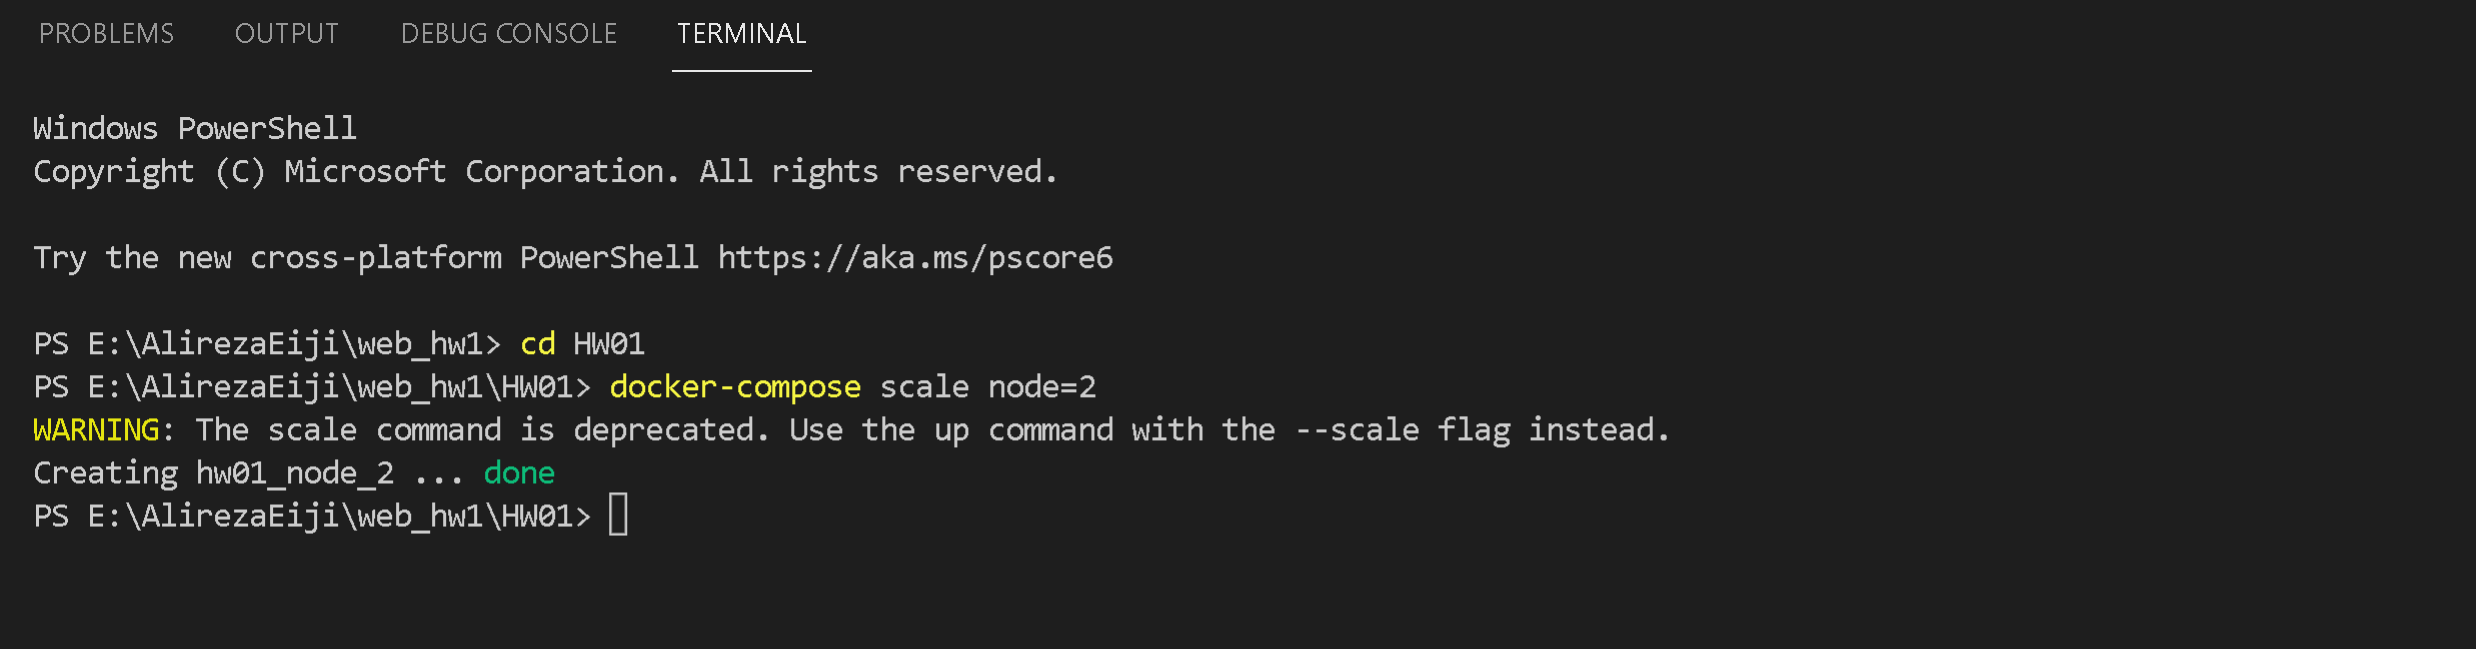 PROBLEMS OUTPUT DEBUG CONSOLE TERMINAL
Windows PowerShell
Copyright (C) Microsoft Corporation. All rights reserved.
Try the new cross-platform PowerShell https://aka.ms/pscore6
PS E:\AlirezaEiji\web_hw1> cd HW01
PS E:\AlirezaEiji\web_hw1\HW01> docker-compose scale node=2
WARNING: The scale command is deprecated. Use the up command with the --scale flag instead.
Creating hw01_node_2 ... done
PS E:\AlirezaEiji\web_hw1\HW01>